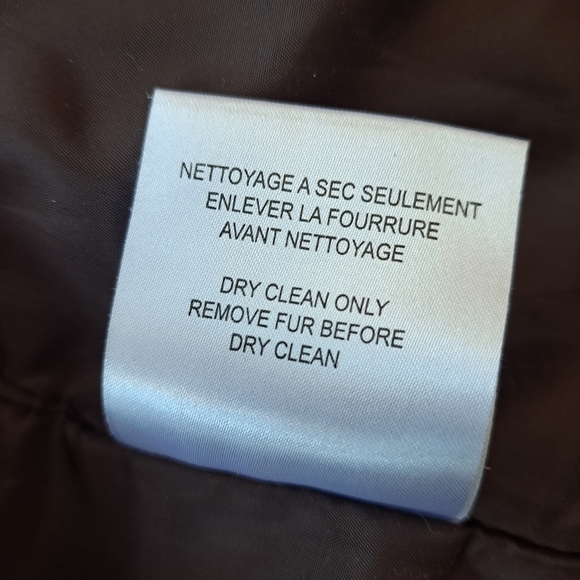 NETTOYAGE A SEC SEULEMENT
ENLEVER LA FOURRURE
AVANT NETTOYAGE
DRY CLEAN ONLY
REMOVE FUR BEFORE
DRY CLEAN